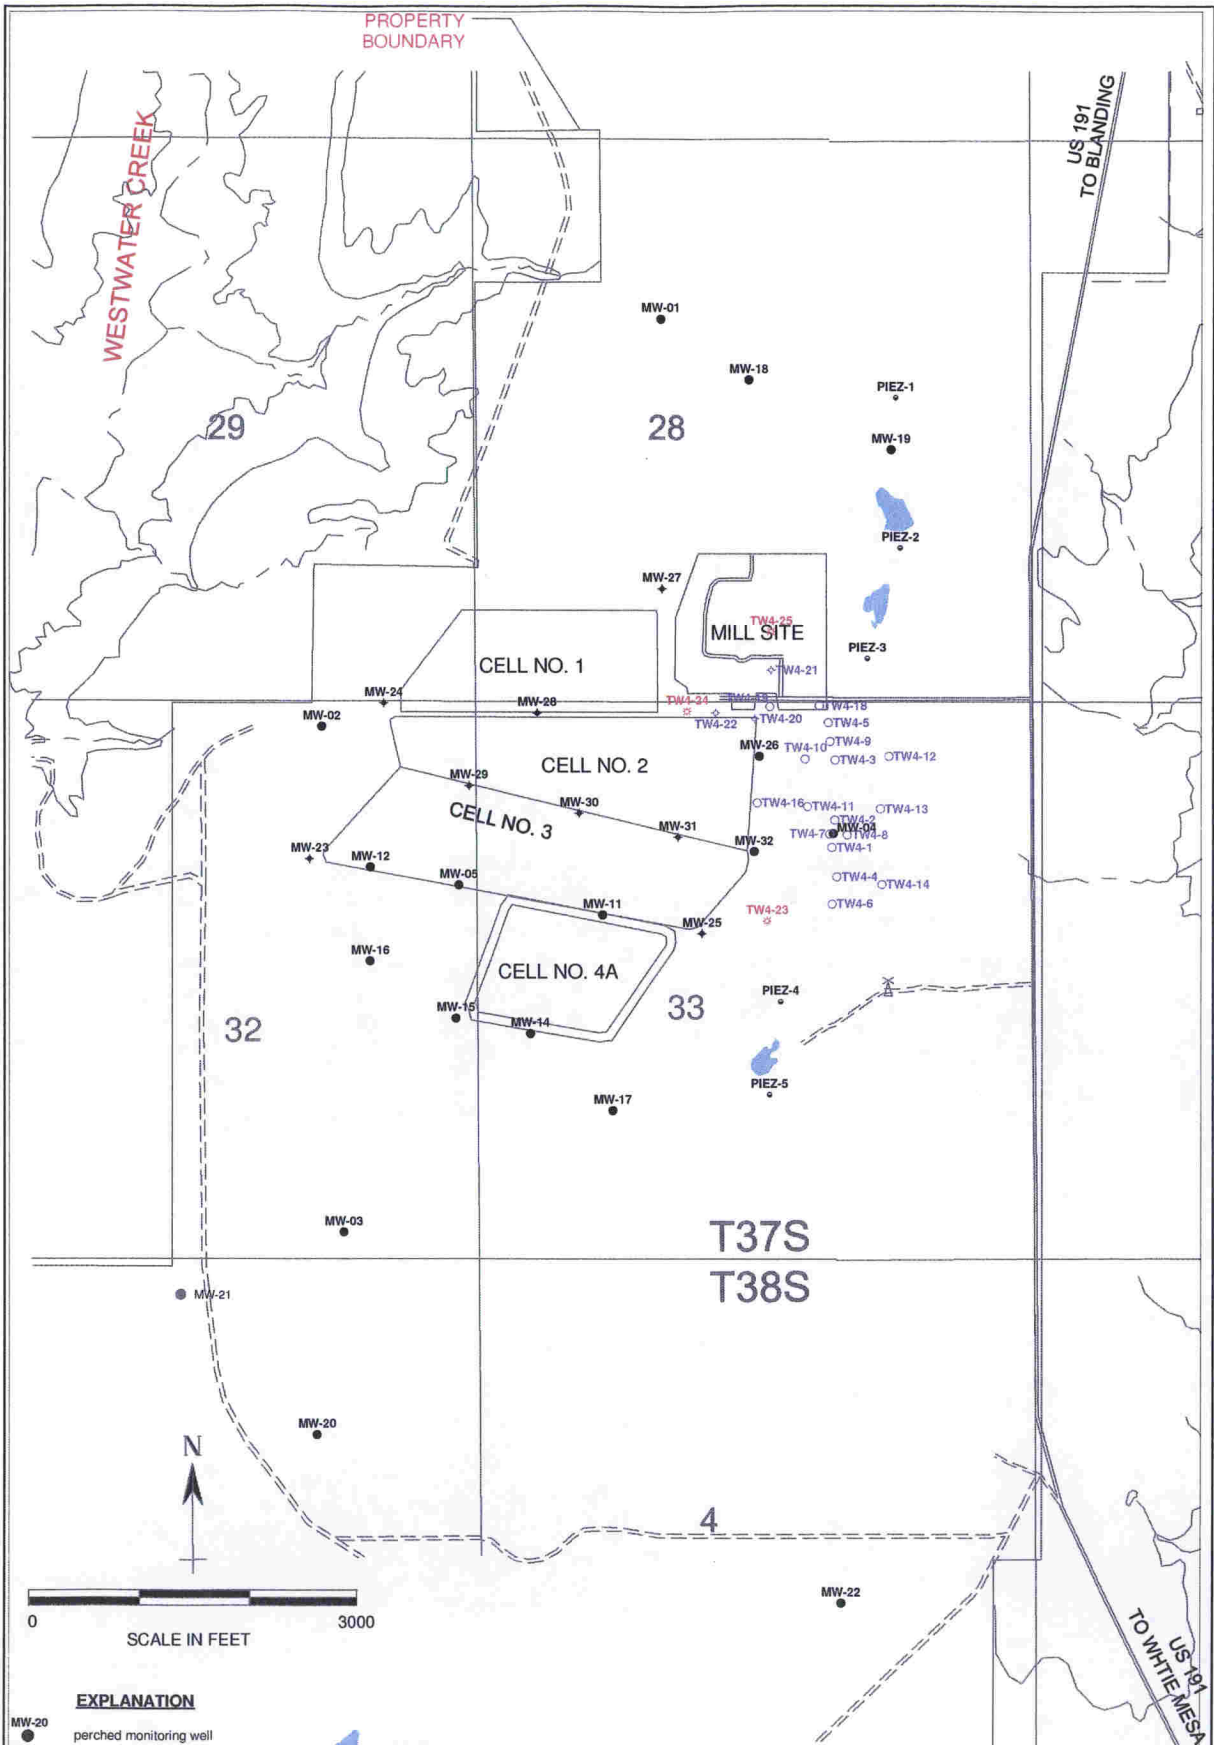 PROPERTY
BOUNDARY
WESTWATER CREEK
US 191
TO BLANDING
MW-01
MW-18
PIEZ-1
29
28
MW-19
PIEZ-2
MW-27
TW4-25
MILL SITE
PIEZ-3
CELL NO. 1
TW4-21
MW-24
MW-28
TW4-24
TW4-18
MW-02
TW4-22
TW4-20
TW4-5
MW-26
TW4-10
TW4-9
CELL NO. 2
TW4-3
TW4-12
MW-29
MW-30
TW4-16
TW4-11
TW4-13
CELL NO. 3
TW4-2
MW-31
TW4-7
MW-04
TW4-8
MW-32
TW4-1
MW-23
MW-12
MW-05
TW4-4
TW4-14
TW4-6
MW-11
TW4-23
MW-25
MW-16
CELL NO. 4A
PIEZ-4
33
MW-15
MW-14
32
PIEZ-5
MW-17
MW-03
T37S
T38S
MW-21
MW-20
N
4
0
3000
SCALE IN FEET
MW-22
US 191
TO WHTIE MESA
EXPLANATION
MW-20
perched monitoring well